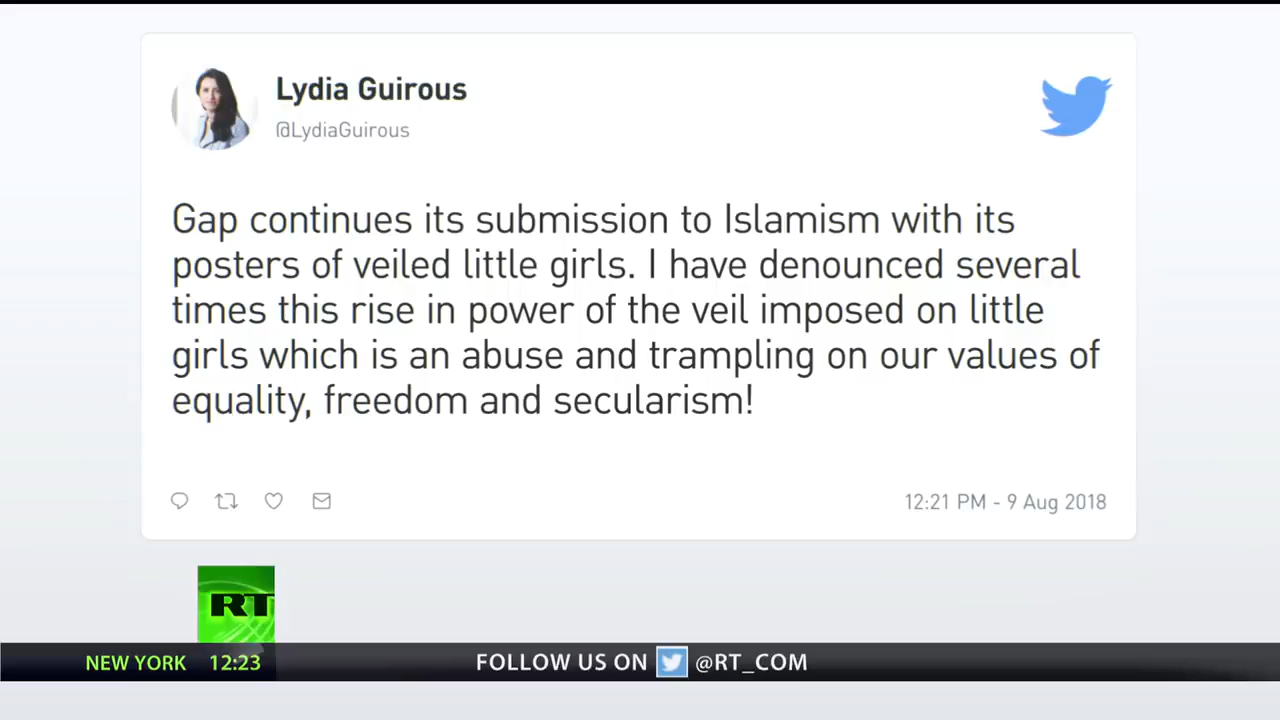 Lydia Guirous
@LydiaGuirous
Gap continues its submission to Islamism with its
posters of veiled little girls. I have denounced several
times this rise in power of the veil imposed on little
girls which is an abuse and trampling on our values of
equality, freedom and secularism!
12:21 PM - 9 Aug 2018
RT
NEW YORK 12:23 FOLLOW US ON @RT_COM